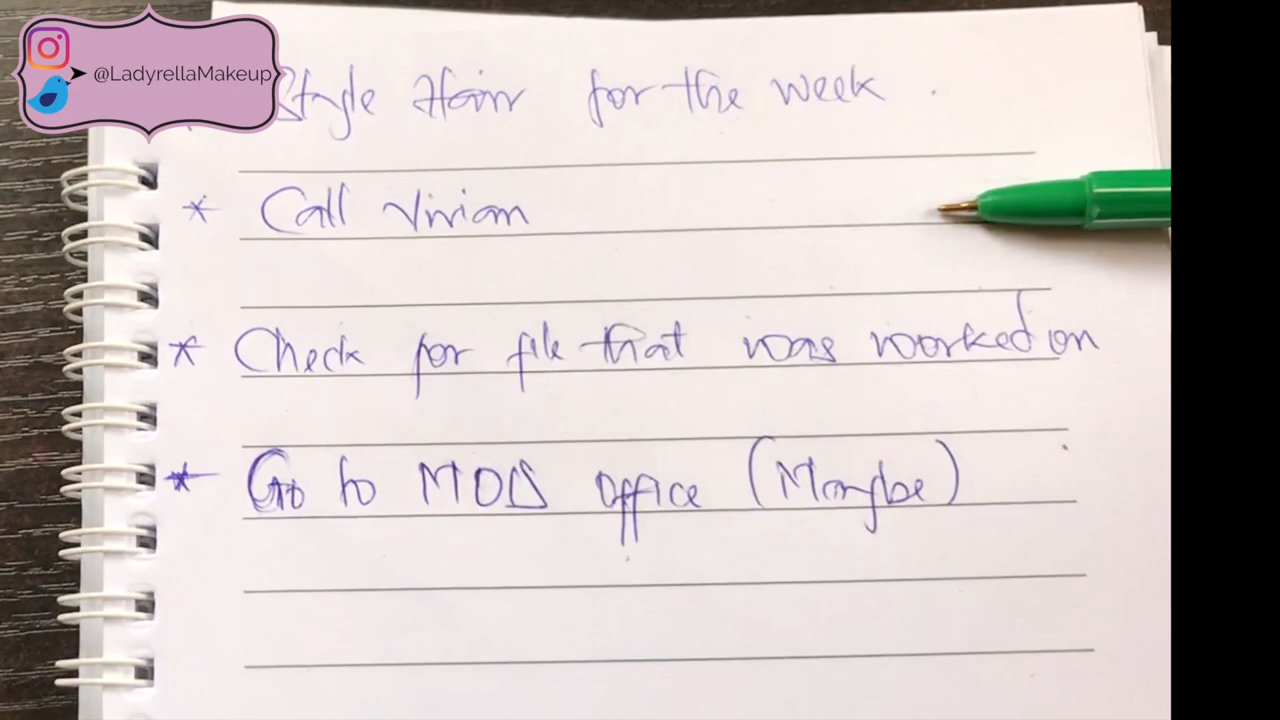 @LadyrellaMakeup
Style Hair for the week.
* Call Vivian
* Check for file that was worked on
* Go to office (Maybe)